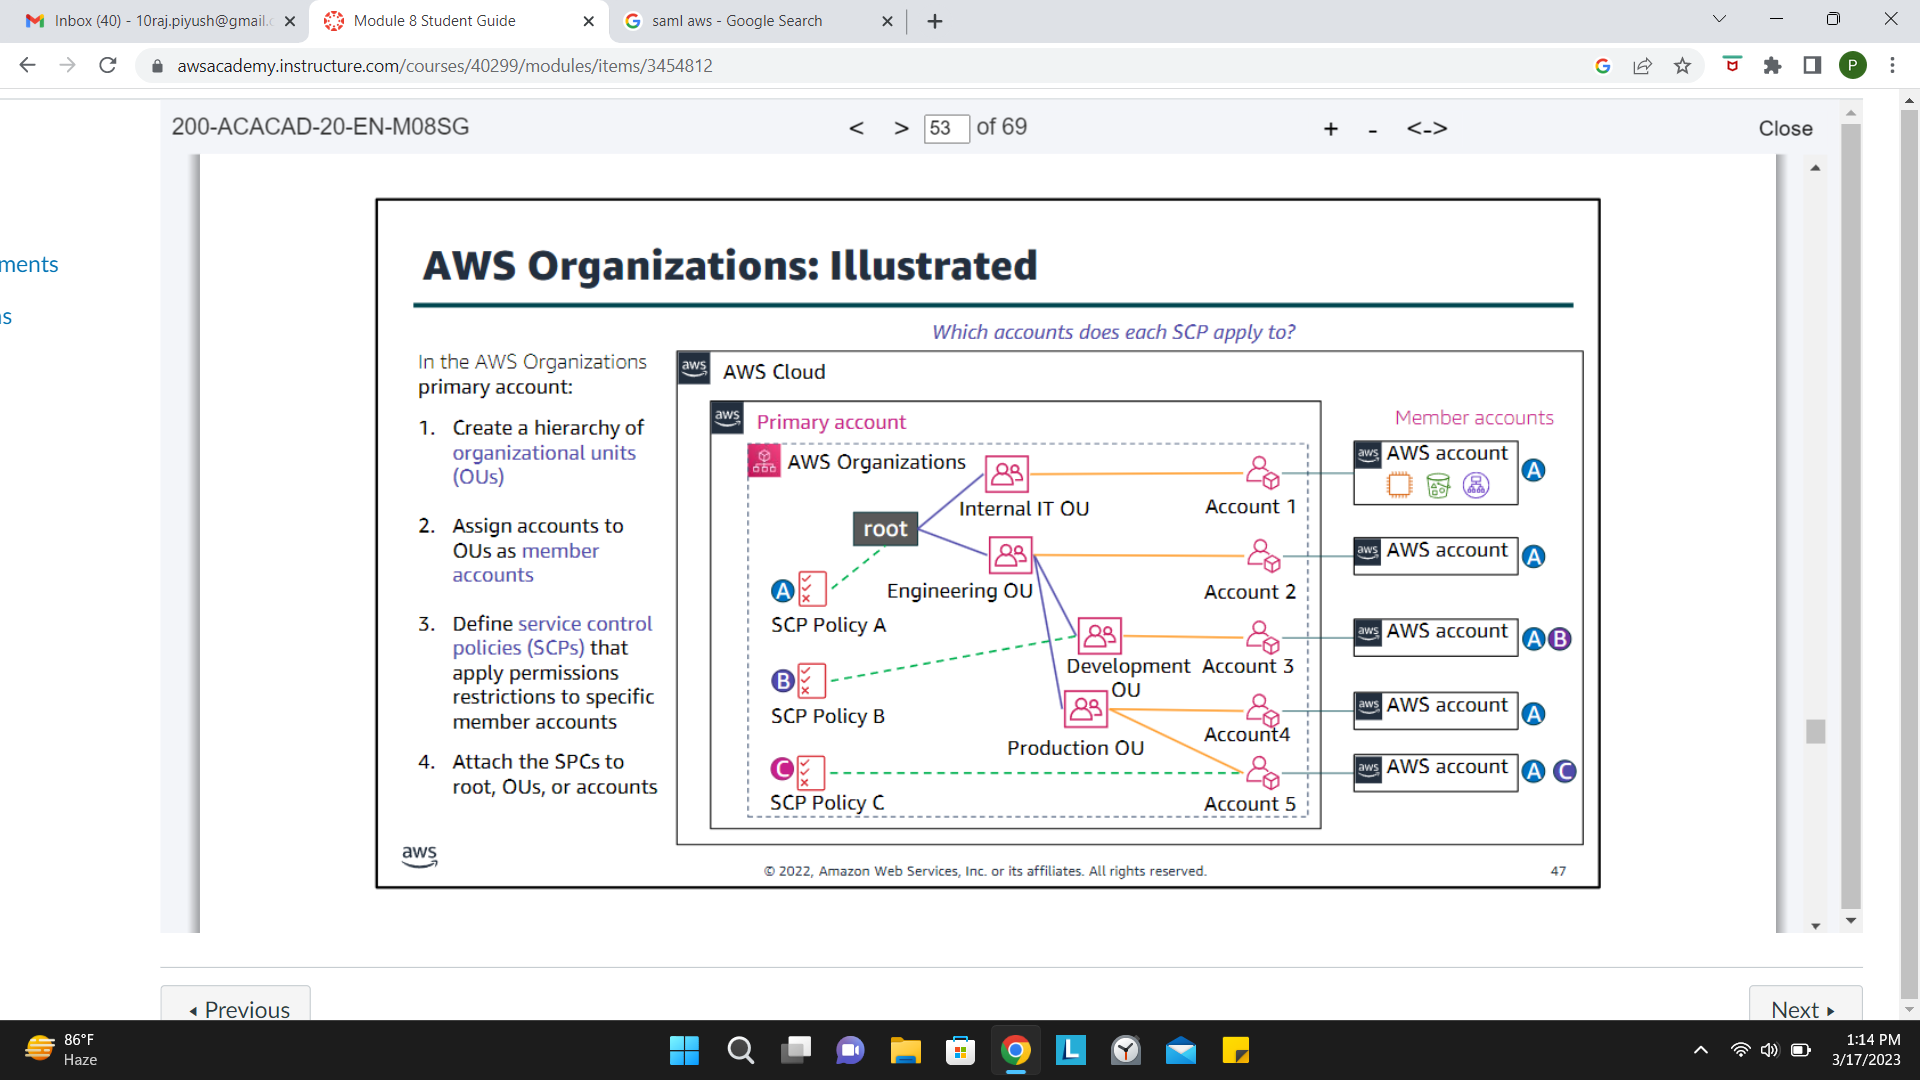 Inbox (40) - 10raj.piyush@gmail.c
Module 8 Student Guide
saml aws - Google Search
awsacademy.instructure.com/courses/40299/modules/items/3454812
P
200-ACACAD-20-EN-M08SG
< > 53 of 69
+ - <->
Close
ments
AWS Organizations: Illustrated
Which accounts does each SCP apply to?
In the AWS Organizations
primary account:
1. Create a hierarchy of
organizational units
(OUs)
2. Assign accounts to
OUs as member
accounts
3. Define service control
policies (SCPs) that
apply permissions
restrictions to specific
member accounts
4. Attach the SPCs to
root, OUs, or accounts
aws
AWS Cloud
aws
Primary account
AWS Organizations
root
Internal IT OU
Engineering OU
A
SCP Policy A
B
SCP Policy B
C
SCP Policy C
Development
OU
Production OU
Account 1
Account 2
Account 3
Account4
Account 5
Member accounts
aws AWS account A
aws AWS account A
aws AWS account A B
aws AWS account A
aws AWS account A C
aws
© 2022, Amazon Web Services, Inc. or its affiliates. All rights reserved.
47
Previous
Next
86°F
Haze
L
1:14 PM
3/17/2023